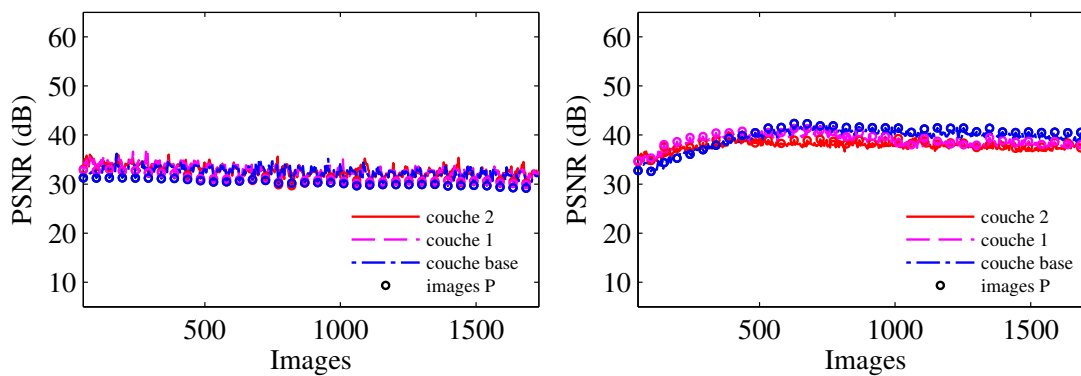 60
50
40
30
20
10
PSNR (dB)
couche 2
couche 1
couche base
images P
500
1000
1500
Images
60
50
40
30
20
10
PSNR (dB)
couche 2
couche 1
couche base
images P
500
1000
1500
Images